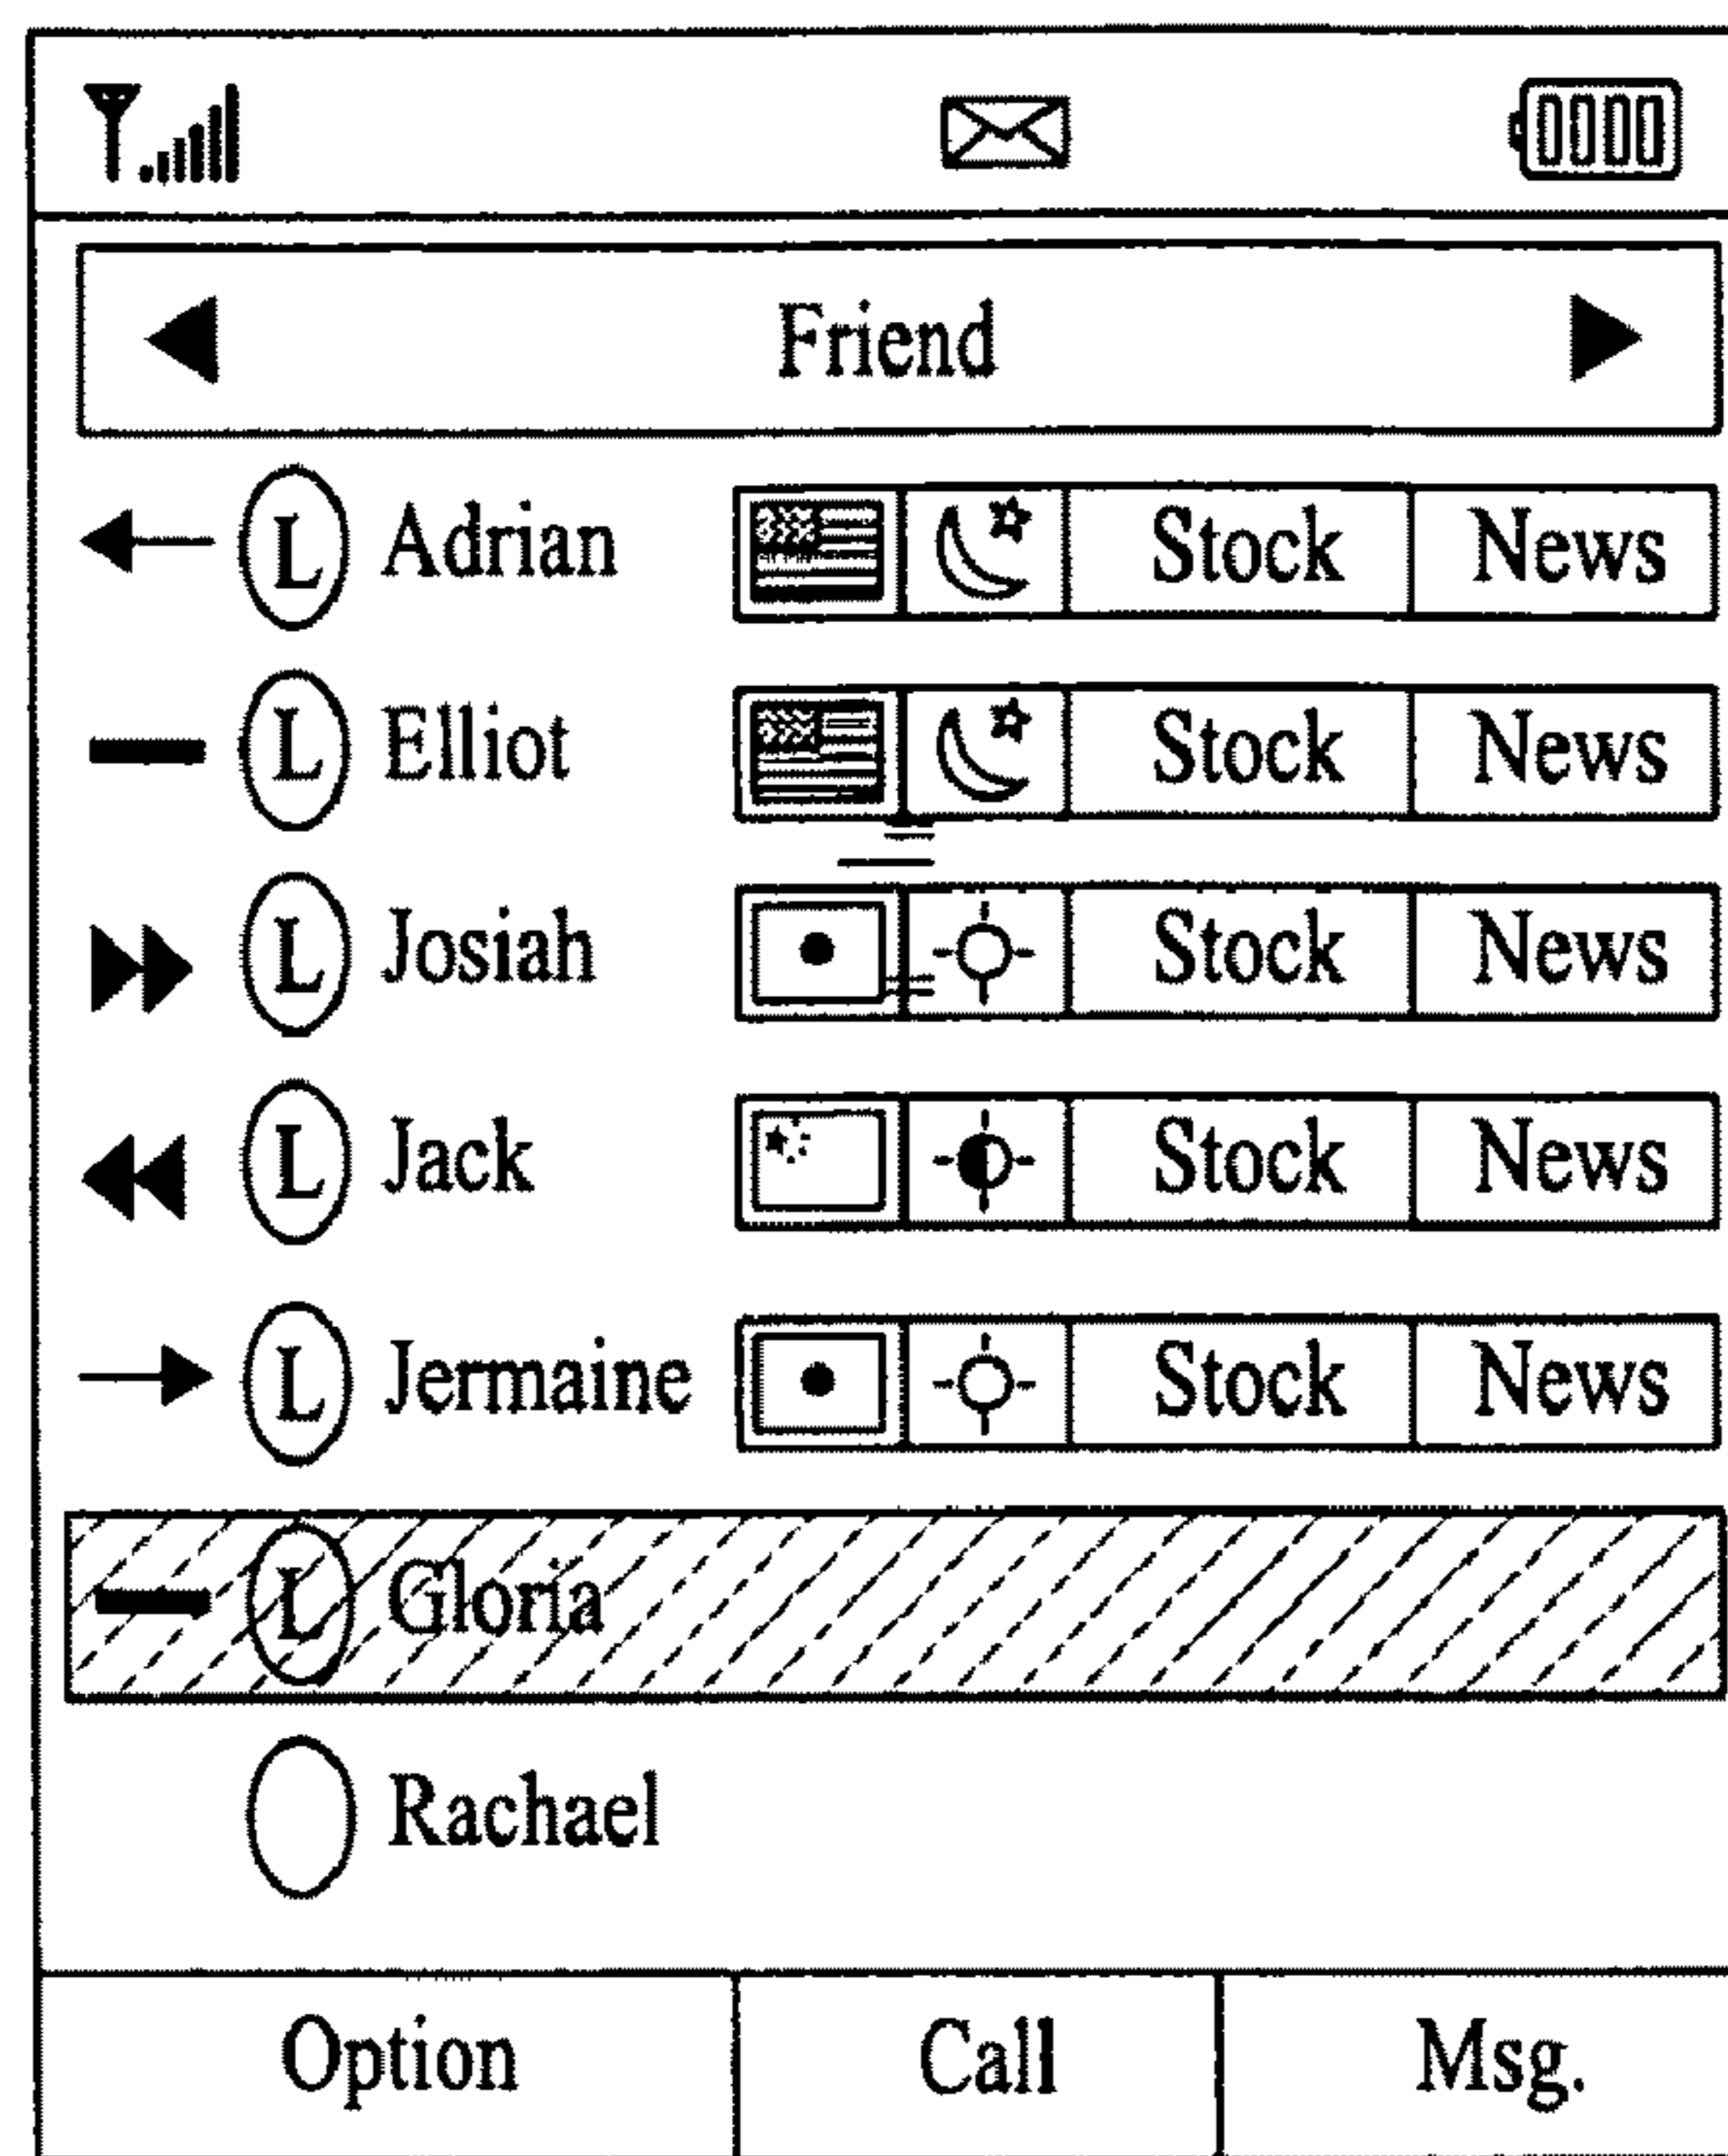 Friend
L Adrian Stock News
L Elliot Stock News
L Josiah Stock News
L Jack Stock News
L Jermaine Stock News
L Gloria
Rachael
Option Call Msg.